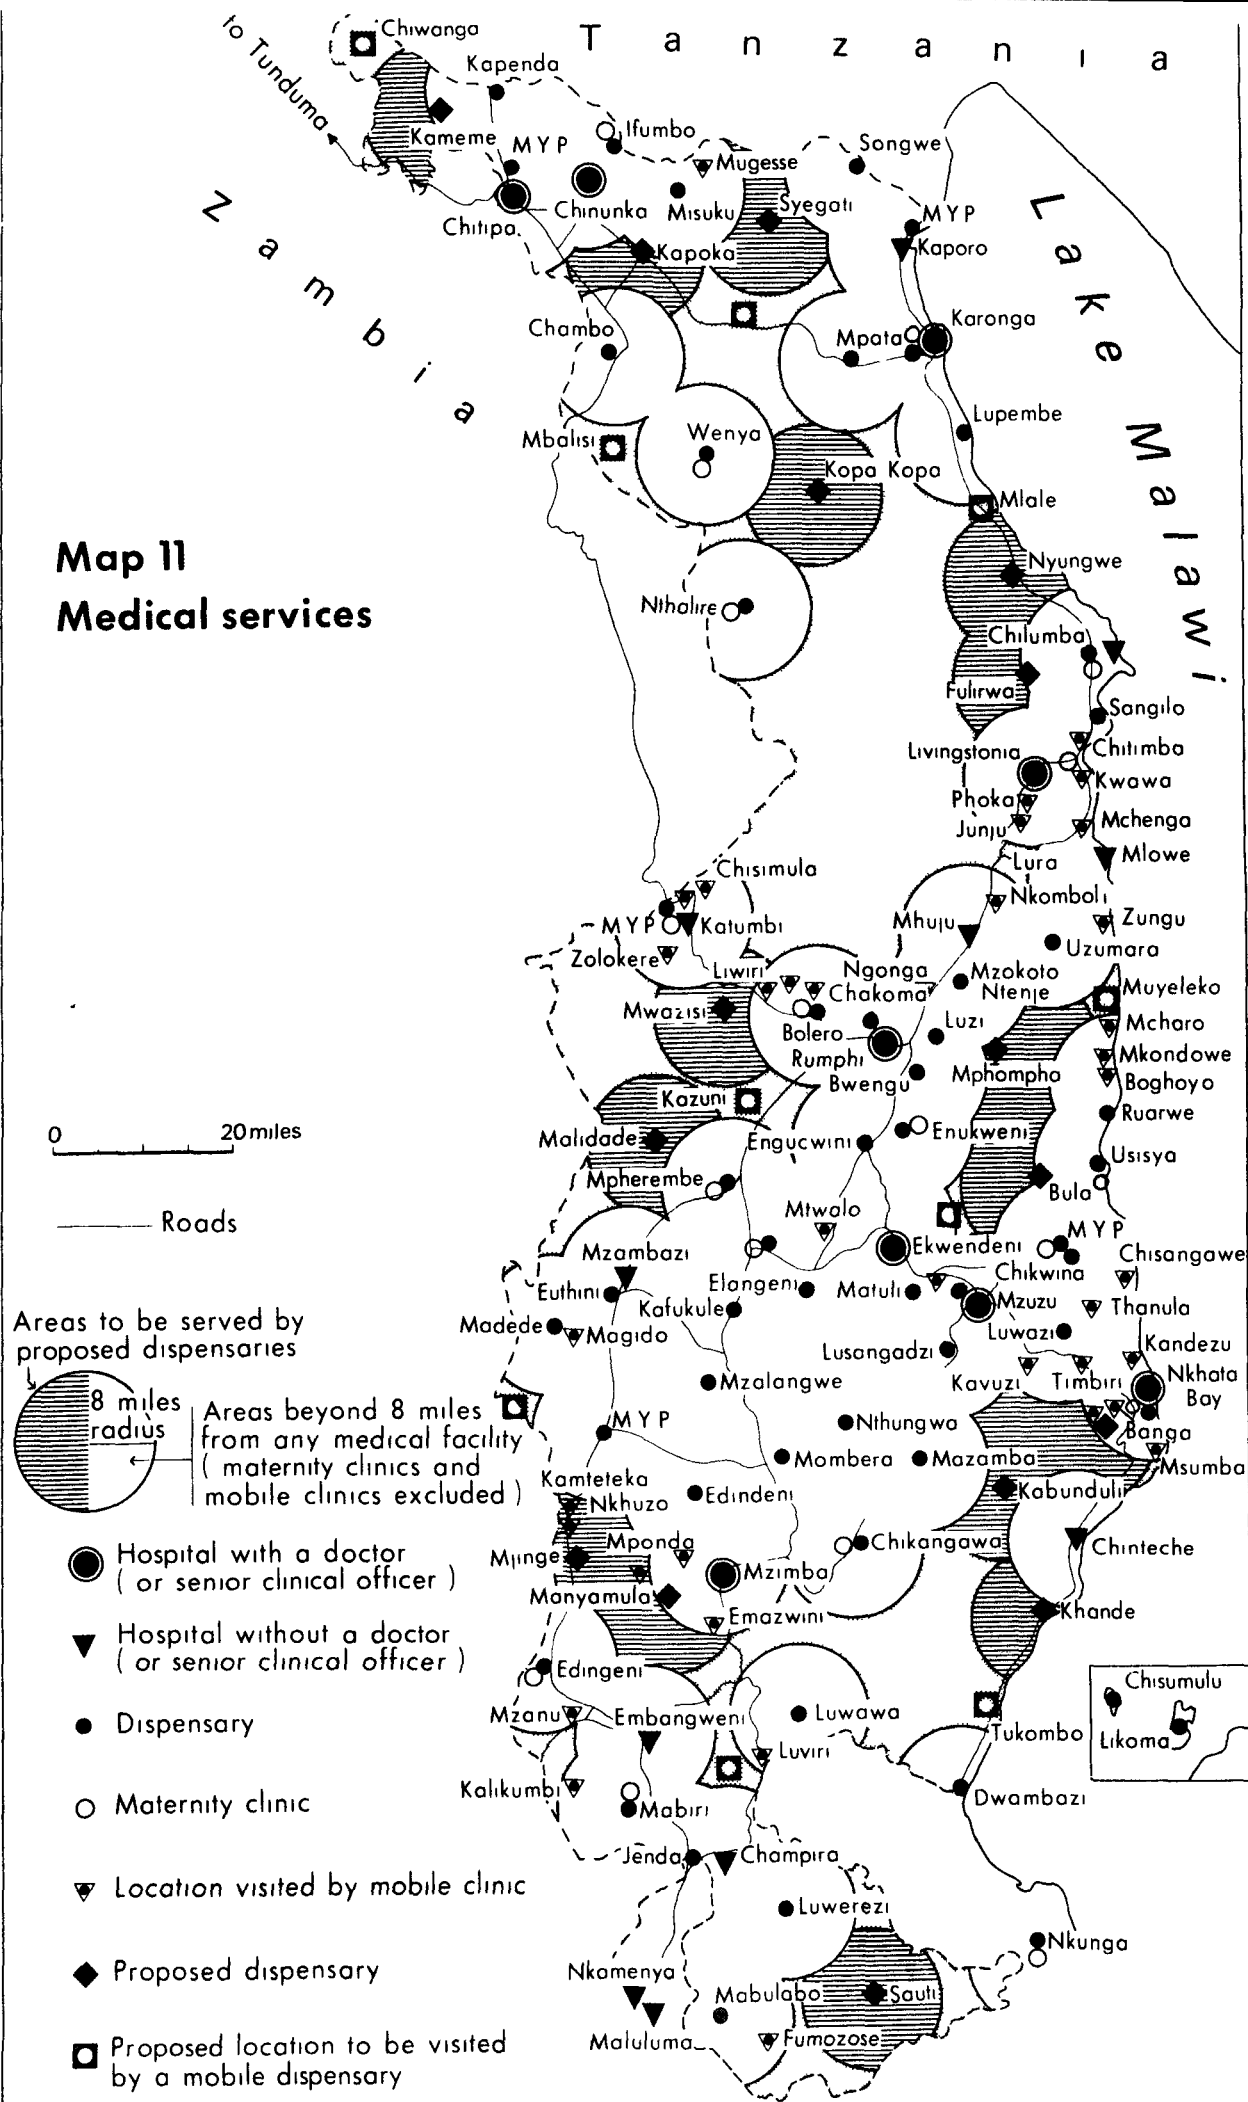 Chiwanga
T a n z a n i a
to Tunduma
Kapenda
Kameme
MYP
Ifumbo
Mugesse
Songwe
Zambia
Chitipa
Chinunka
Misuku
Syegati
MYP
Kaporo
Kapoka
Lake Malawi
Chambo
Mpata
Karonga
Lupembe
Mbalisi
Wenya
Kopa Kopa
Mlale
Map 11
Medical services
Nyungwe
Nthalire
Chilumba
Fulirwa
Sangilo
Livingstonia
Chitimba
Kwawa
Phoka
Junju
Mchenga
Lura
Mlowe
Chisimula
Nkomboli
MYP
Katumbi
Mhuju
Zungu
Uzumara
Zolokere
Liwiri
Ngonga
Chakoma
Mzokoto
Ntenje
Muyeleko
Mwazisi
Bolero
Luzi
Mcharo
Rumphi
Mkondowe
Bwengu
Mphompha
Boghoyo
Kazuni
Ruarwe
0 20 miles
Malidade
Engucwini
Enukweni
Usisya
Mpherembe
Bula
Roads
Mtwalo
MYP
Mzambazi
Ekwendeni
Chisangawe
Euthini
Elangeni
Matuli
Chikwina
Kafukule
Mzuzu
Thanula
Areas to be served by
proposed dispensaries
Madede
Magido
Luwazi
Lusangadzi
Kandezu
Kavuzi
Timbiri
Nkhata
Bay
Mzalangwe
8 miles
radius
Areas beyond 8 miles
from any medical facility
( maternity clinics and
mobile clinics excluded )
MYP
Nthungwa
Banga
Mombera
Mazamba
Msumba
Kamteteka
Nkhuzo
Edindeni
Kabunduli
Mponda
Chikangawa
Chinteche
Mjinge
Mzimba
Hospital with a doctor
( or senior clinical officer )
Manyamula
Emazwini
Khande
Hospital without a doctor
( or senior clinical officer )
Edingeni
Chisumulu
Mzanu
Embangweni
Luwawa
Tukombo
Likoma
Dispensary
Luviri
Kalikumbi
Maternity clinic
Mabiri
Dwambazi
Jenda
Champira
Location visited by mobile clinic
Luwerezi
Nkunga
Proposed dispensary
Nkamenya
Mabulabo
Sauti
Maluluma
Fumozose
Proposed location to be visited
by a mobile dispensary